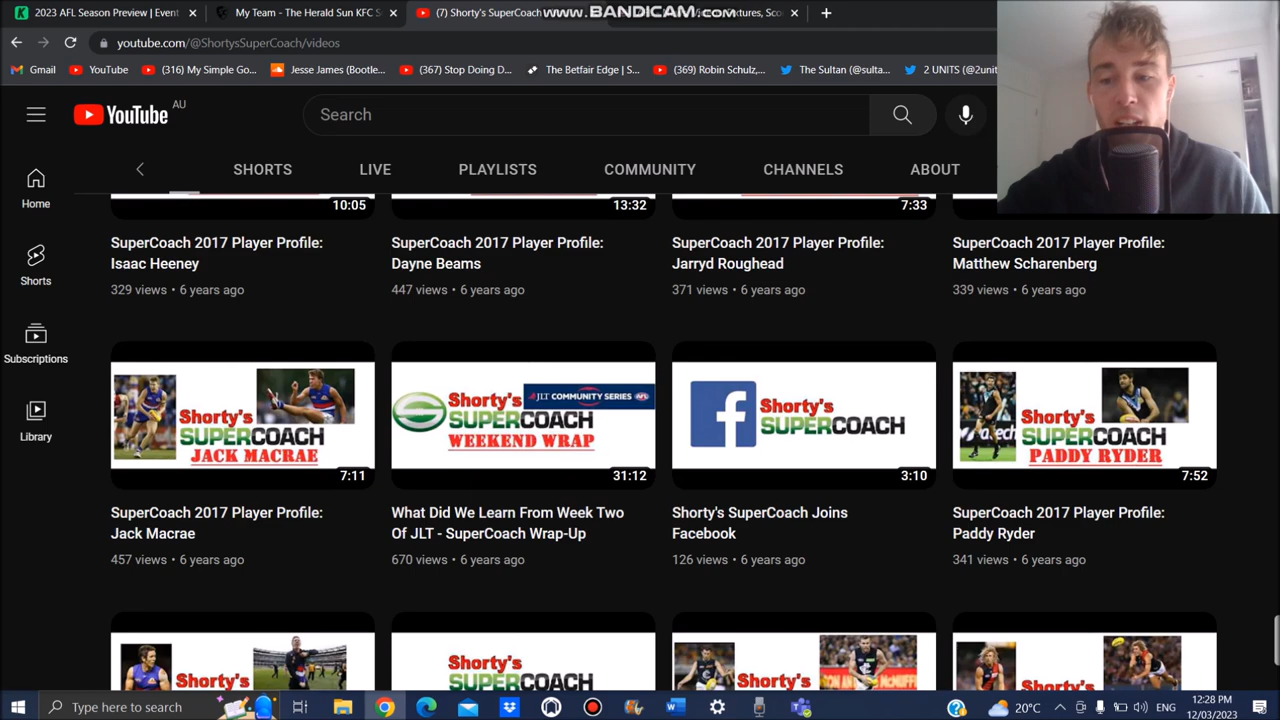 2023 AFL Season Preview | Event
My Team - The Herald Sun KFC S
(7) Shorty's SuperCoach
www.BANDICAM.com
youtube.com/@ShortysSuperCoach/videos
Gmail
YouTube
(316) My Simple Go...
Jesse James (Bootle...
(367) Stop Doing D...
The Betfair Edge | S...
(369) Robin Schulz,...
The Sultan (@sulta...
2 UNITS (@2unit
YouTube AU
Search
SHORTS
LIVE
PLAYLISTS
COMMUNITY
CHANNELS
ABOUT
Home
Shorts
Subscriptions
Library
10:05
13:32
7:33
SuperCoach 2017 Player Profile:
Isaac Heeney
329 views • 6 years ago
SuperCoach 2017 Player Profile:
Dayne Beams
447 views • 6 years ago
SuperCoach 2017 Player Profile:
Jarryd Roughead
371 views • 6 years ago
SuperCoach 2017 Player Profile:
Matthew Scharenberg
339 views • 6 years ago
Shorty's
SUPERCOACH
JACK MACRAE
7:11
JLT COMMUNITY SERIES AFL
Shorty's
SUPERCOACH
WEEKEND WRAP
31:12
Shorty's
SUPERCOACH
3:10
Shorty's
SUPERCOACH
PADDY RYDER
7:52
SuperCoach 2017 Player Profile:
Jack Macrae
457 views • 6 years ago
What Did We Learn From Week Two
Of JLT - SuperCoach Wrap-Up
670 views • 6 years ago
Shorty's SuperCoach Joins
Facebook
126 views • 6 years ago
SuperCoach 2017 Player Profile:
Paddy Ryder
341 views • 6 years ago
Shorty's
Shorty's
SUPERCOACH
Shorty's
Shorty's
Type here to search
20°C
ENG
12:28 PM
12/03/2023